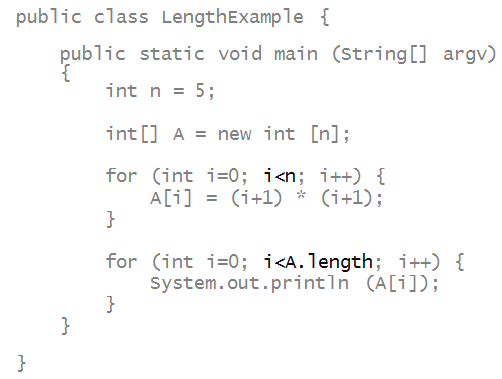 public class LengthExample {
public static void main (String[] argv)
{
int n = 5;
int[] A = new int [n];
for (int i=0; i<n; i++) {
A[i] = (i+1) * (i+1);
}
for (int i=0; i<A.length; i++) {
System.out.println (A[i]);
}
}
}